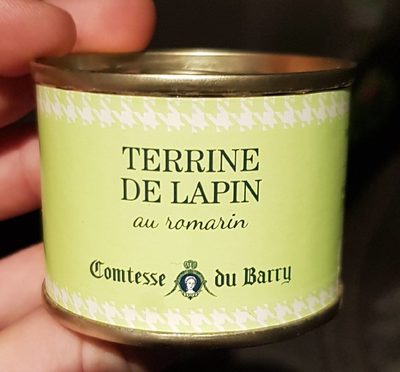 TERRINE
DE LAPIN
au romarin
Comtesse du Barry